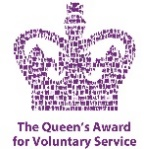 The Queen's Award
for Voluntary Service